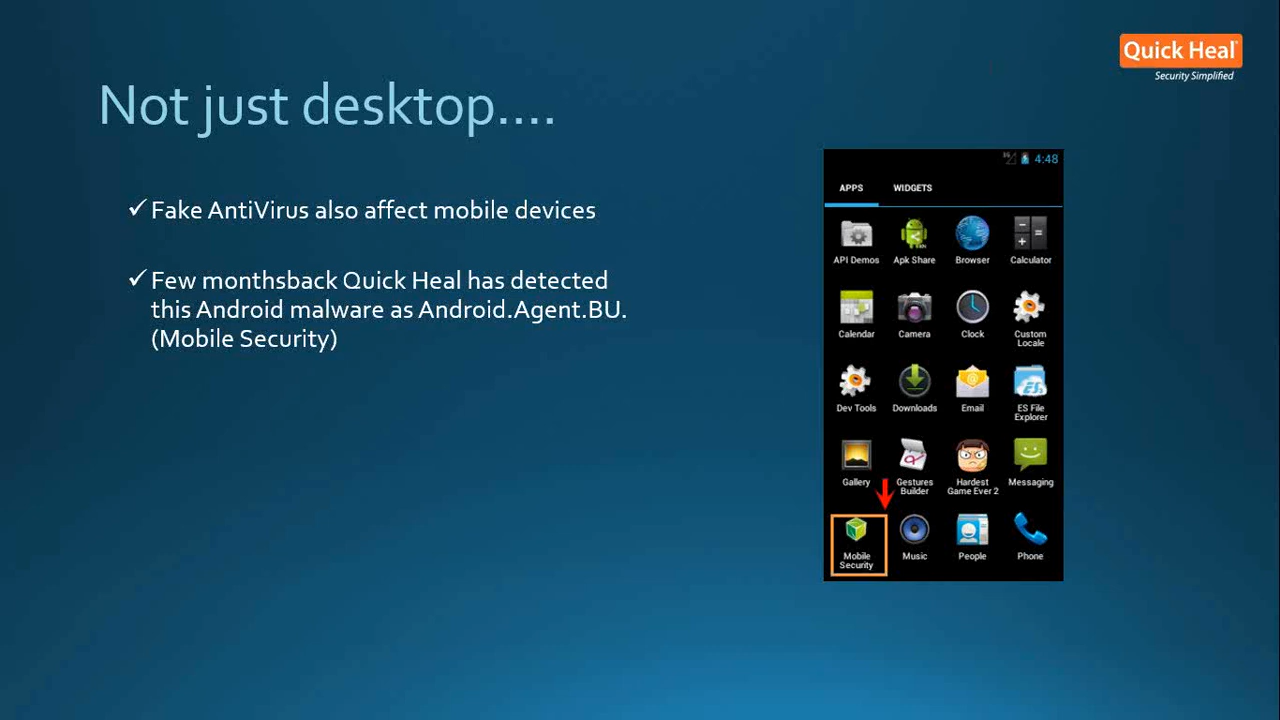 Quick Heal
Security Simplified
Not just desktop....
✓Fake AntiVirus also affect mobile devices
✓Few monthsback Quick Heal has detected
this Android malware as Android.Agent.BU.
(Mobile Security)
3G 4:48
APPS WIDGETS
API Demos Apk Share Browser Calculator
Calendar Camera Clock Custom
Locale
Dev Tools Downloads Email ES File
Explorer
Gallery Gestures Hardest Messaging
Builder Game Ever 2
Mobile Music People Phone
Security